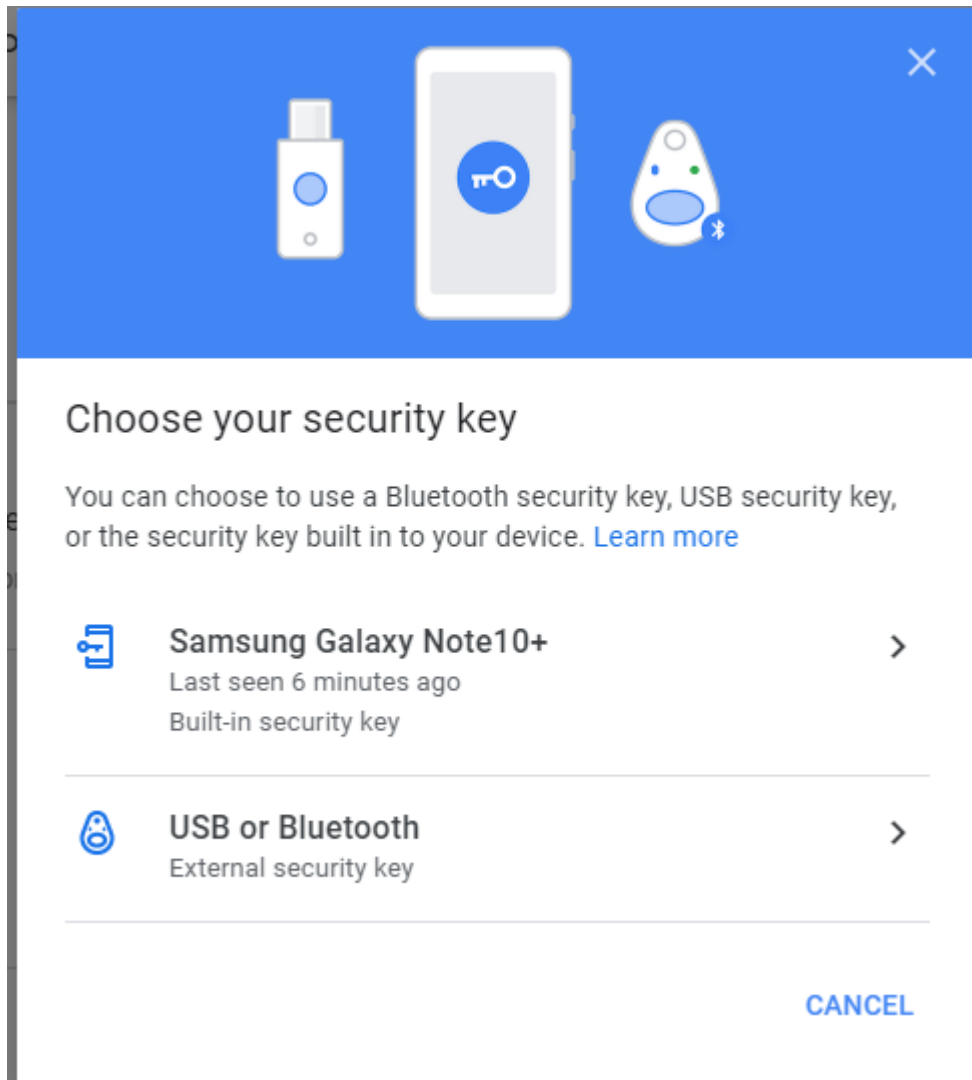 Choose your security key
You can choose to use a Bluetooth security key, USB security key,
or the security key built in to your device. Learn more
Samsung Galaxy Note10+
Last seen 6 minutes ago
Built-in security key
USB or Bluetooth
External security key
CANCEL